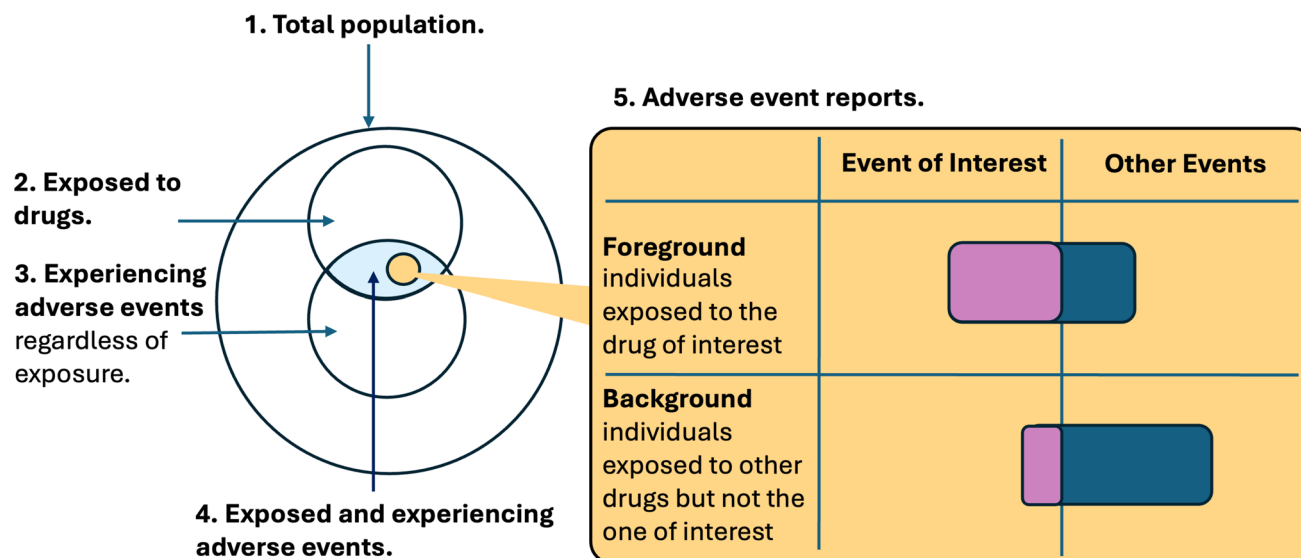 1. Total population.
2. Exposed to
drugs.
3. Experiencing
adverse events
regardless of
exposure.
4. Exposed and experiencing
adverse events.
5. Adverse event reports.
Event of Interest
Other Events
Foreground
individuals
exposed to the
drug of interest
Background
individuals
exposed to other
drugs but not the
one of interest